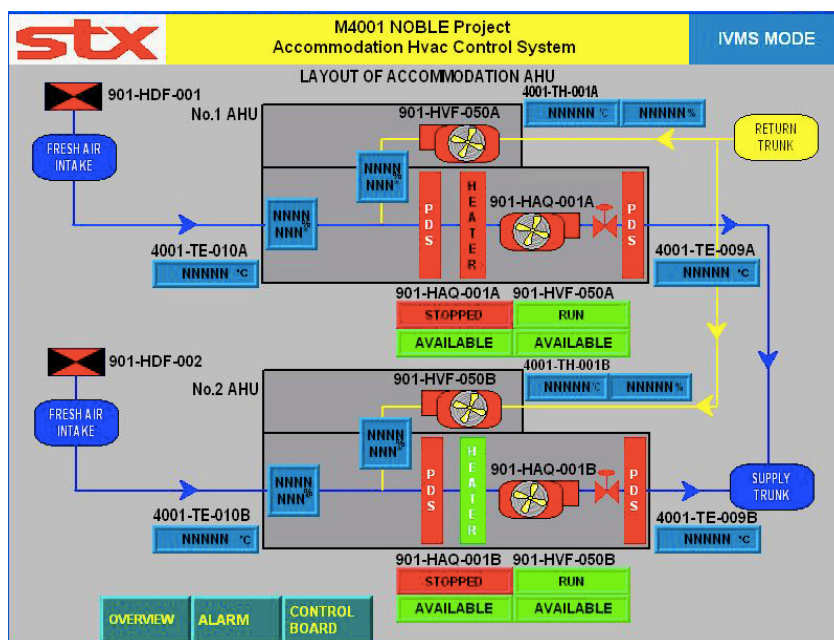 stx
M4001 NOBLE Project
Accommodation Hvac Control System
IVMS MODE
LAYOUT OF ACCOMMODATION AHU
901-HDF-001
No.1 AHU
901-HVF-050A
4001-TH-001A
NNNNN °C
NNNNN %
FRESH AIR
INTAKE
RETURN
TRUNK
NNNN %
NNN°
NNNN %
NNN°
PDS
HEATER
901-HAQ-001A
PDS
4001-TE-010A
NNNNN °C
4001-TE-009A
NNNNN °C
901-HAQ-001A
901-HVF-050A
STOPPED
RUN
AVAILABLE
AVAILABLE
901-HDF-002
No.2 AHU
901-HVF-050B
4001-TH-001B
NNNNN °C
NNNNN %
FRESH AIR
INTAKE
NNNN %
NNN°
NNNN %
NNN°
PDS
HEATER
901-HAQ-001B
PDS
SUPPLY
TRUNK
4001-TE-010B
NNNNN °C
4001-TE-009B
NNNNN °C
901-HAQ-001B
901-HVF-050B
STOPPED
RUN
AVAILABLE
AVAILABLE
OVERVIEW
ALARM
CONTROL
BOARD